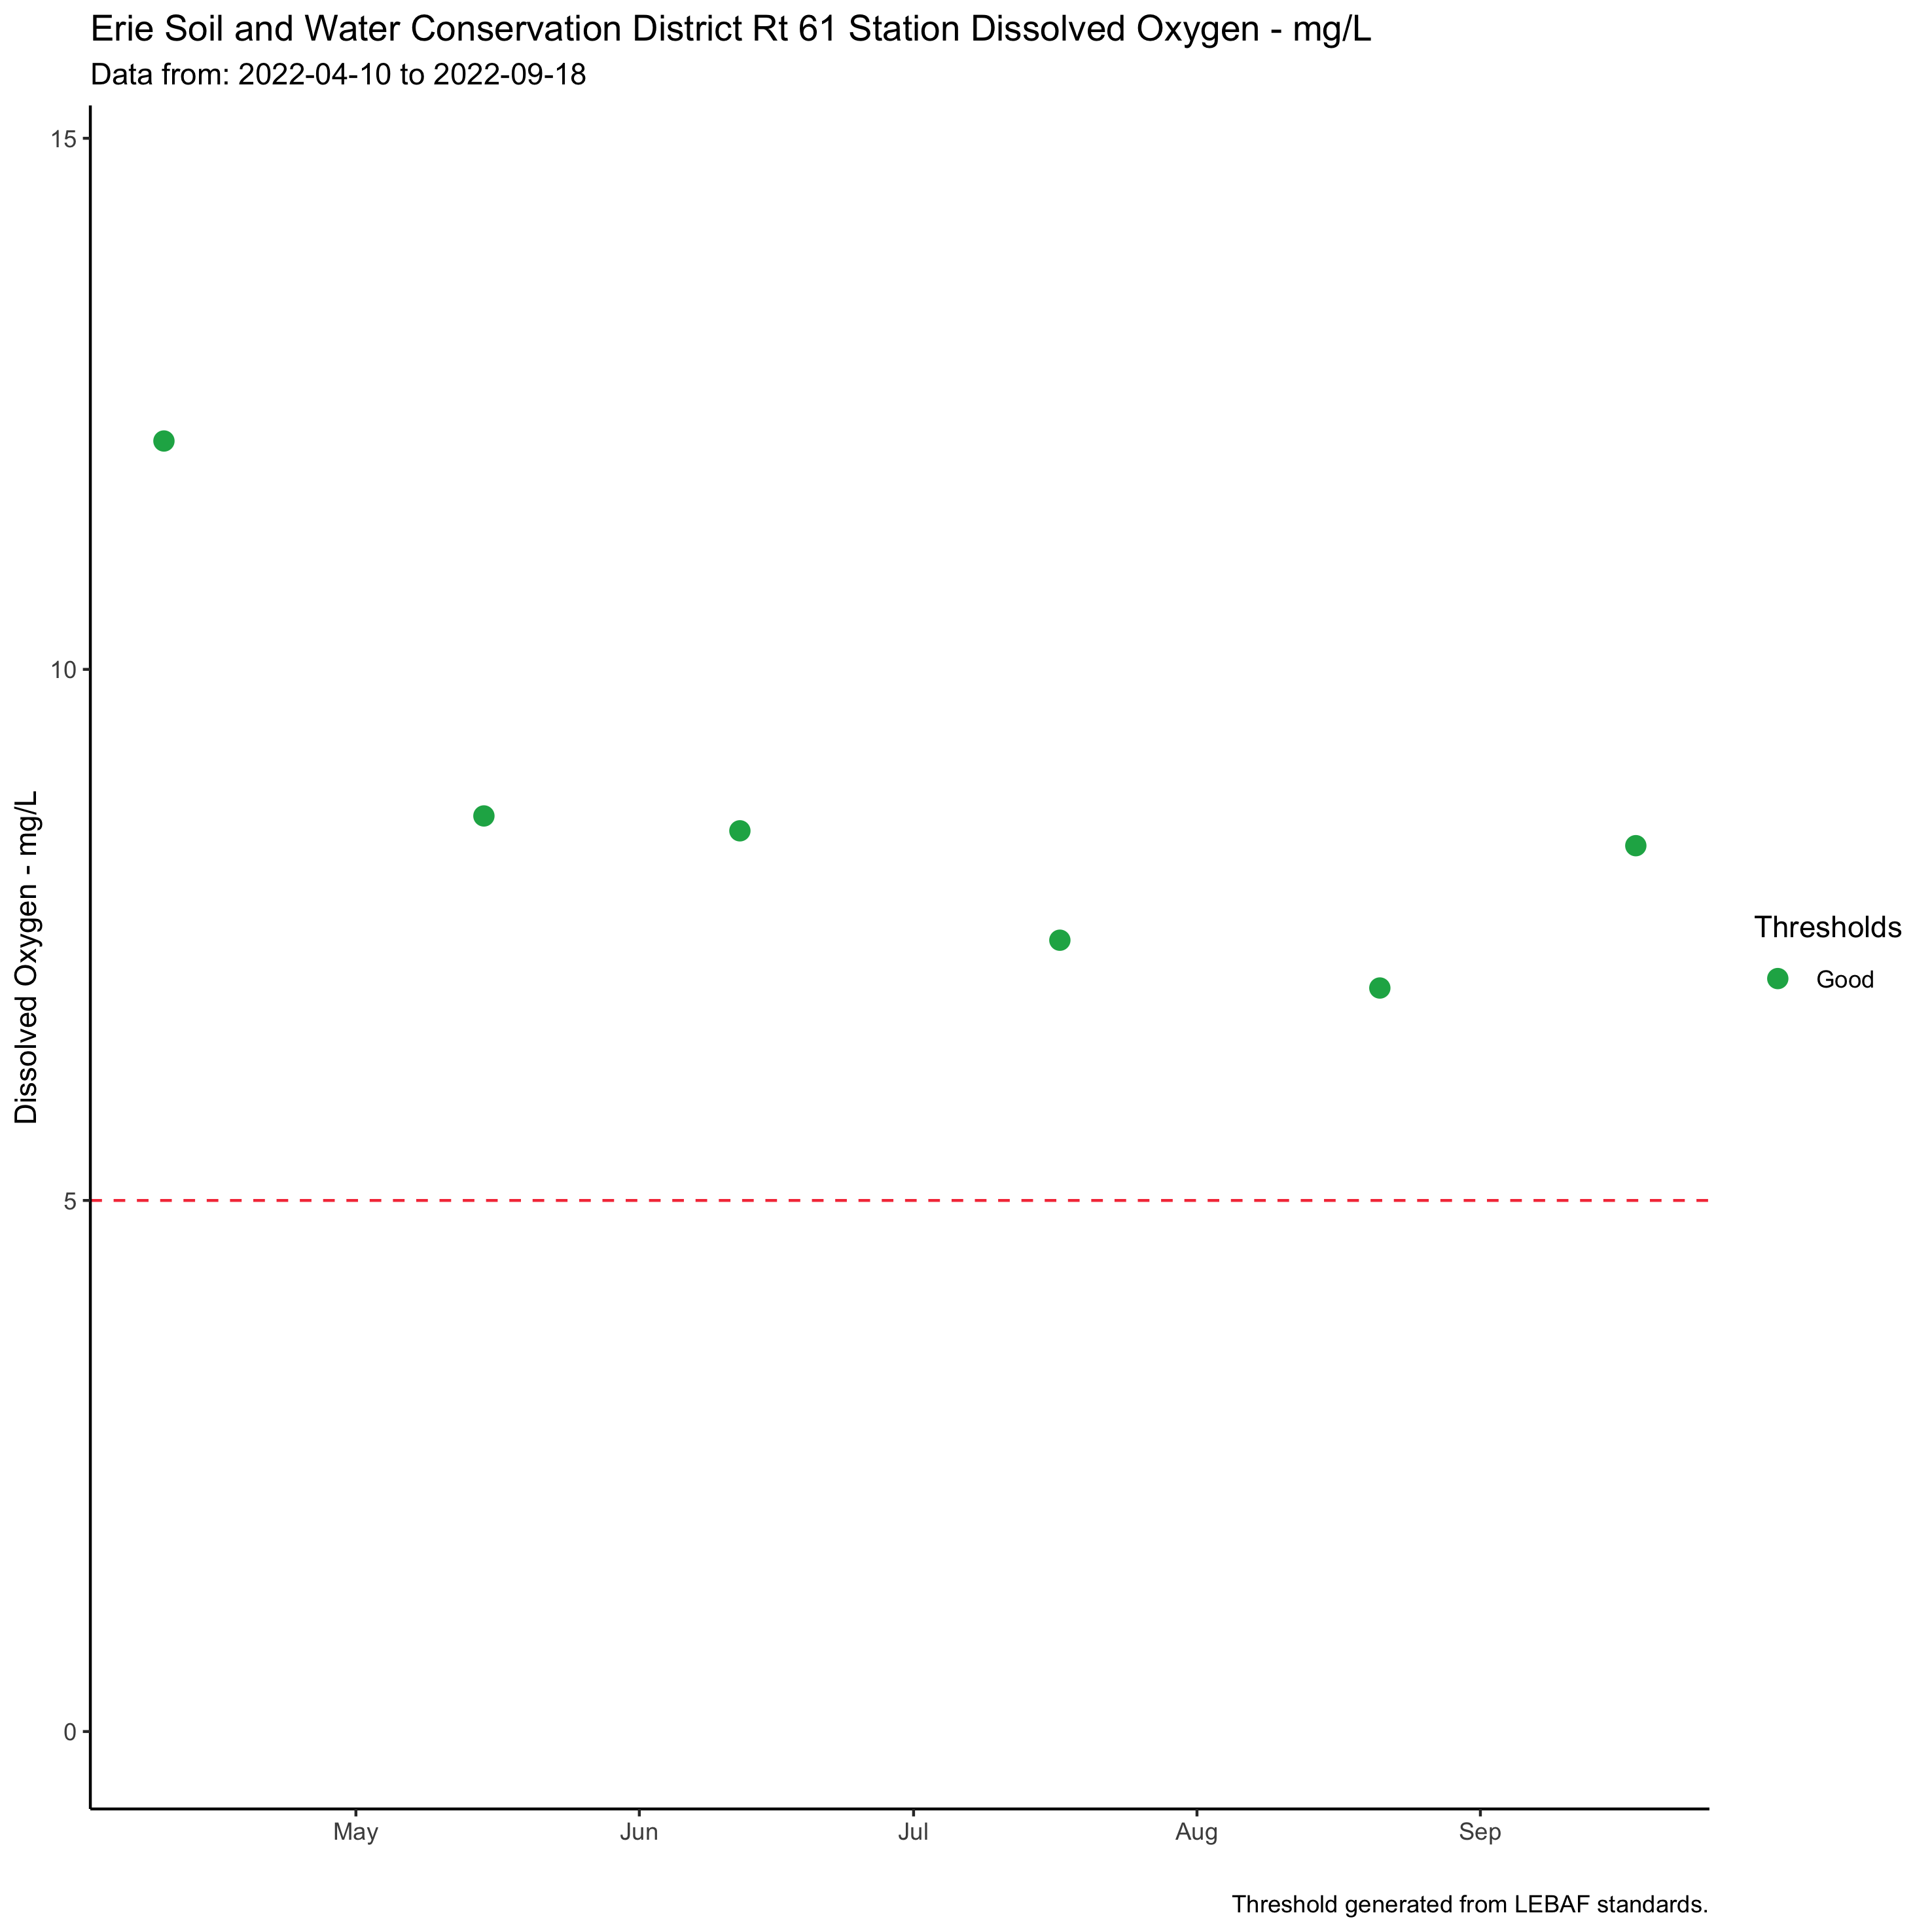 Erie Soil and Water Conservation District Rt 61 Station Dissolved Oxygen - mg/L
Data from: 2022-04-10 to 2022-09-18
15
10
5
0
Dissolved Oxygen - mg/L
Thresholds
Good
May Jun Jul Aug Sep
Threshold generated from LEBAF standards.